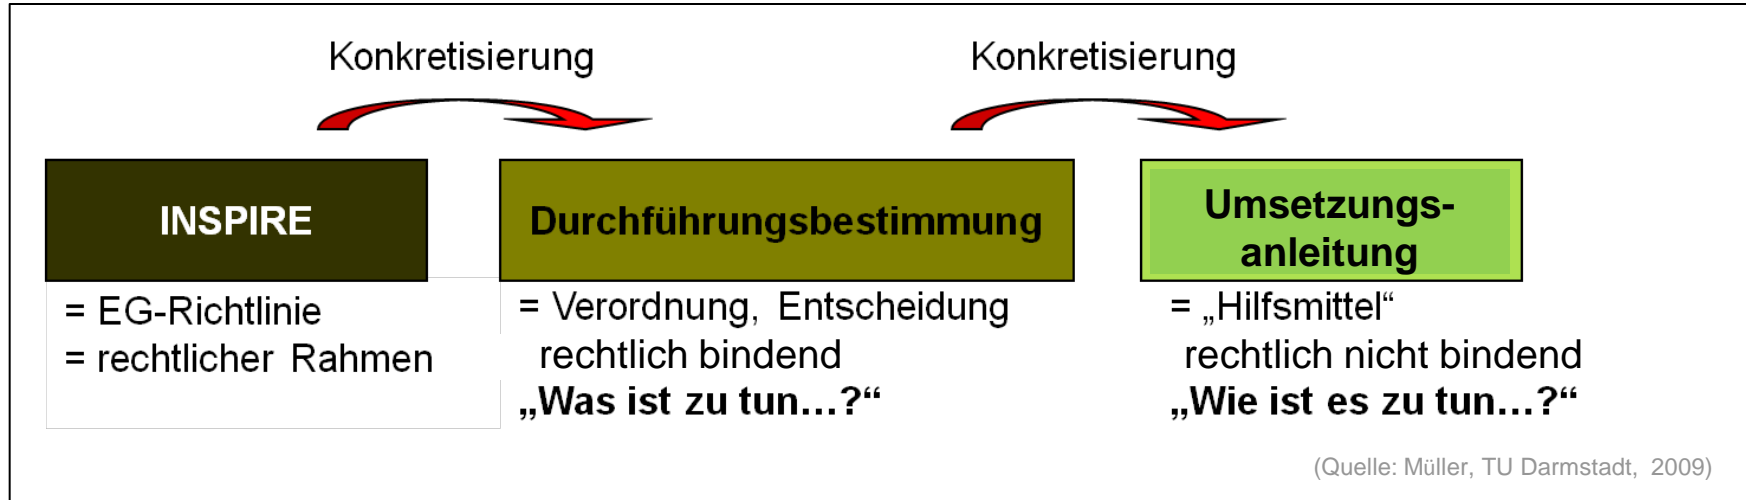 Konkretisierung
Konkretisierung
INSPIRE
= EG-Richtlinie
= rechtlicher Rahmen
Durchführungsbestimmung
= Verordnung, Entscheidung
rechtlich bindend
„Was ist zu tun...?“
Umsetzungs-
anleitung
= „Hilfsmittel“
rechtlich nicht bindend
„Wie ist es zu tun...?“
(Quelle: Müller, TU Darmstadt, 2009)